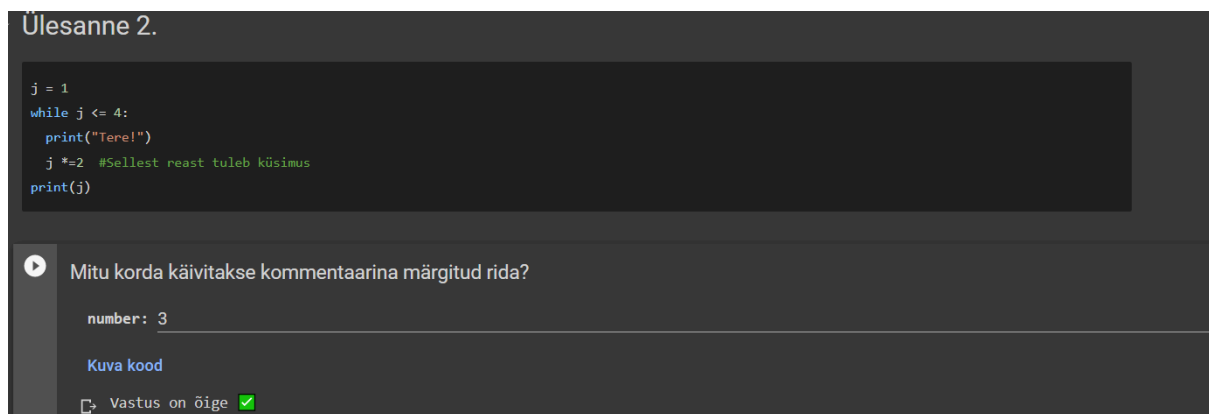 Ülesanne 2.
j = 1
while j <= 4:
  print("Tere!")
  j *=2  #Sellest reast tuleb küsimus
print(j)
Mitu korda käivitakse kommentaarina märgitud rida?
number: 3
Kuva kood
Vastus on õige ✅